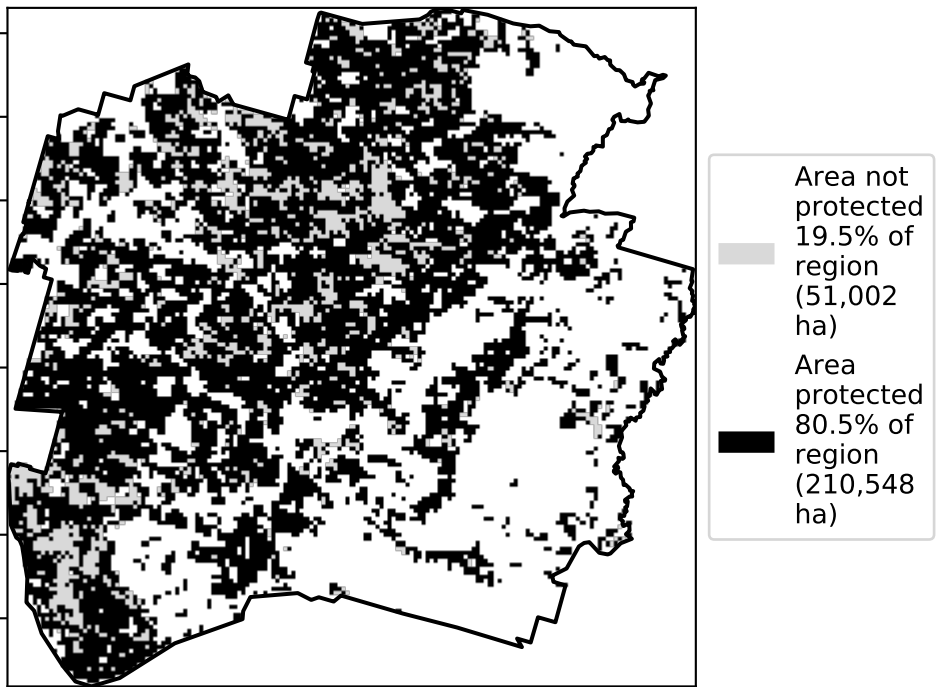 Area not
protected
19.5% of
region
(51,002
ha)
Area
protected
80.5% of
region
(210,548
ha)